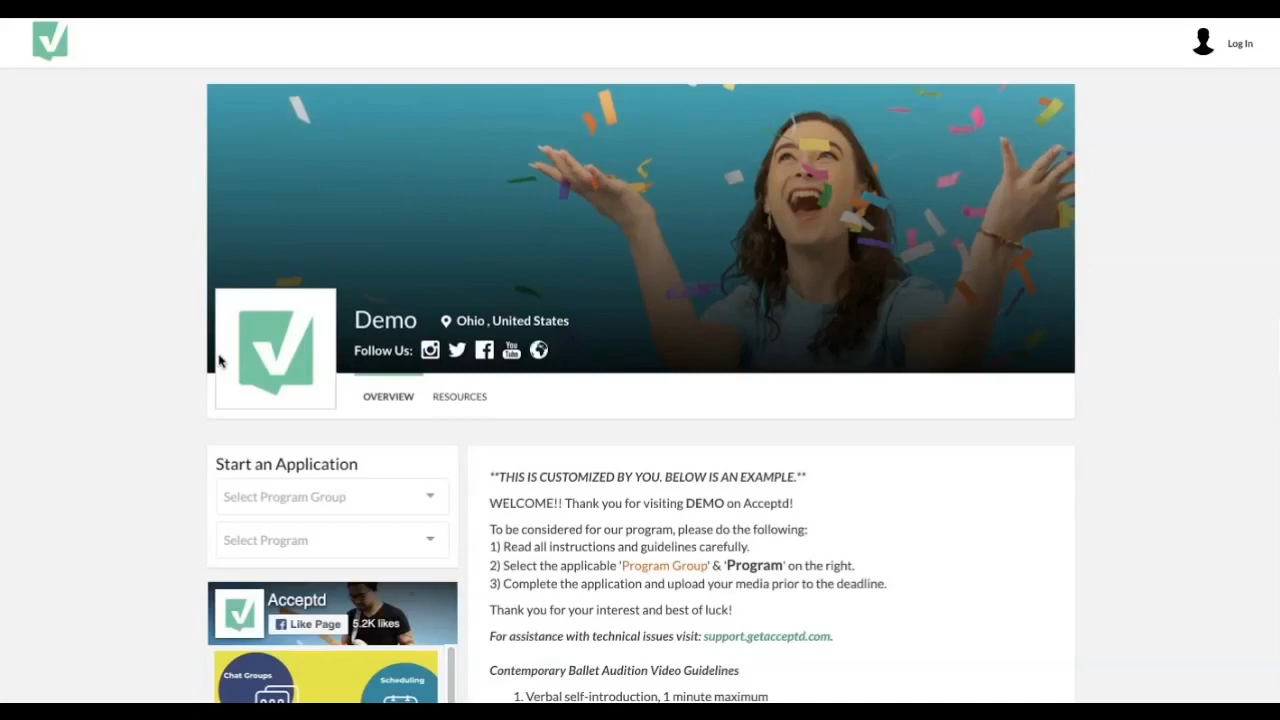 Log In
Demo
Ohio , United States
Follow Us:
You
Tube
OVERVIEW RESOURCES
Start an Application
Select Program Group
Select Program
**THIS IS CUSTOMIZED BY YOU. BELOW IS AN EXAMPLE.**
WELCOME!! Thank you for visiting DEMO on Acceptd!
To be considered for our program, please do the following:
1) Read all instructions and guidelines carefully.
2) Select the applicable 'Program Group' & 'Program' on the right.
3) Complete the application and upload your media prior to the deadline.
Thank you for your interest and best of luck!
For assistance with technical issues visit: support.getacceptd.com.
Contemporary Ballet Audition Video Guidelines
1. Verbal self-introduction, 1 minute maximum
Acceptd
Like Page 5.2K likes
Chat Groups
Scheduling